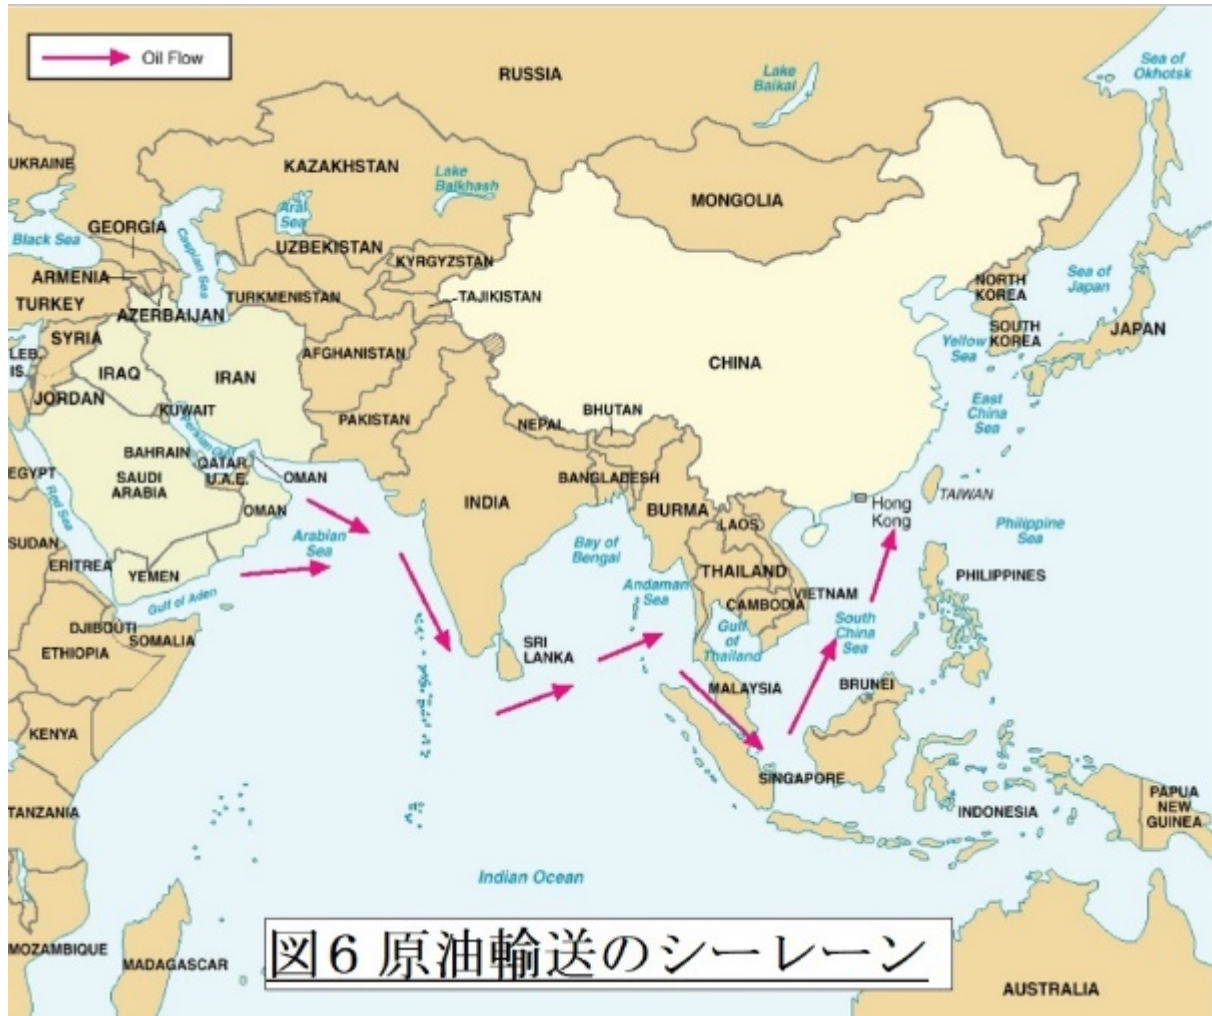 Oil Flow
RUSSIA
Lake
Baikal
Sea of
Okhotsk
UKRAINE
KAZAKHSTAN
Lake
Balkhash
MONGOLIA
Aral
Sea
Black Sea
GEORGIA
Caspian Sea
UZBEKISTAN
KYRGYZSTAN
ARMENIA
TURKEY
AZERBAIJAN
TURKMENISTAN
TAJIKISTAN
NORTH
KOREA
Sea of
Japan
SYRIA
SOUTH
KOREA
JAPAN
LEB.
IS.
IRAQ
IRAN
AFGHANISTAN
CHINA
Yellow
Sea
JORDAN
KUWAIT
PAKISTAN
NEPAL
BHUTAN
East
China
Sea
Persian Gulf
BAHRAIN
QATAR
U.A.E.
OMAN
EGYPT
Red Sea
SAUDI
ARABIA
OMAN
INDIA
BANGLADESH
BURMA
LAOS
Hong
Kong
TAIWAN
SUDAN
ERITREA
YEMEN
Arabian
Sea
Bay of
Bengal
Philippine
Sea
Gulf of Aden
Andaman
Sea
THAILAND
CAMBODIA
VIETNAM
PHILIPPINES
DJIBOUTI
SOMALIA
ETHIOPIA
SRI
LANKA
Gulf
of
Thailand
South
China
Sea
MALAYSIA
BRUNEI
KENYA
SINGAPORE
INDONESIA
PAPUA
NEW
GUINEA
TANZANIA
Indian Ocean
MOZAMBIQUE
MADAGASCAR
AUSTRALIA
図6 原油輸送のシーレーン